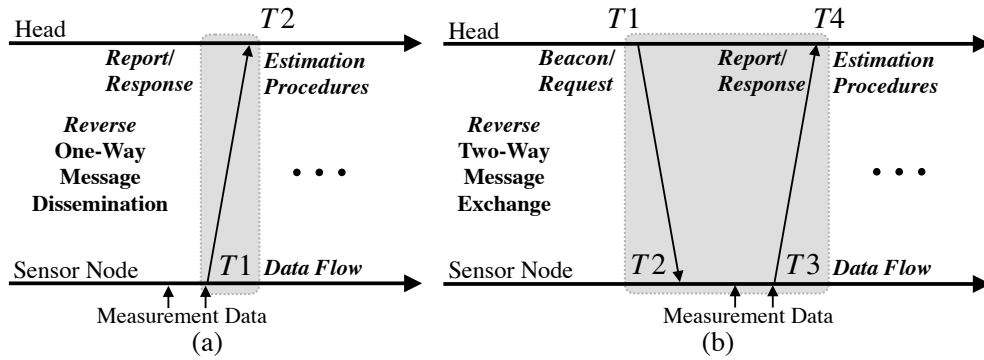 T2
Head
Report/
Response
Estimation
Procedures
Reverse
One-Way
Message
Dissemination
• • •
T1
Sensor Node
Data Flow
Measurement Data
(a)
T1
T4
Head
Beacon/
Request
Report/
Response
Estimation
Procedures
Reverse
Two-Way
Message
Exchange
• • •
T2
T3
Sensor Node
Data Flow
Measurement Data
(b)